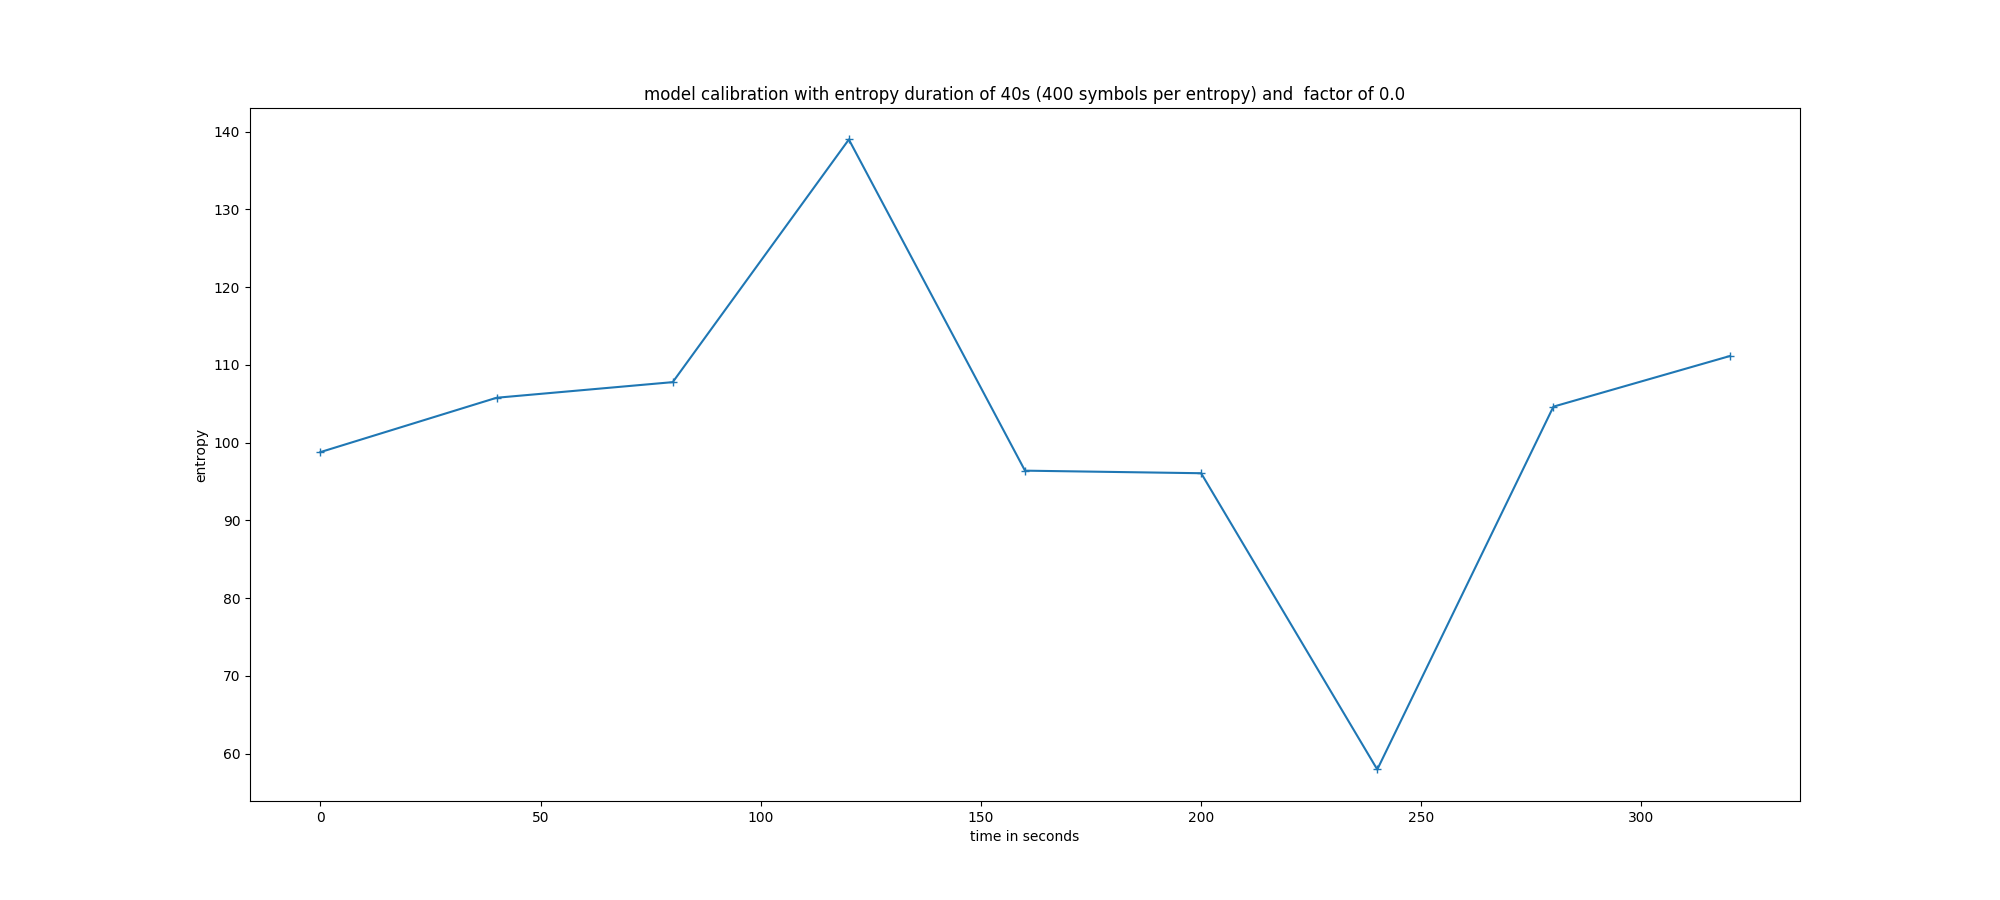 model calibration with entropy duration of 40s (400 symbols per entropy) and  factor of 0.0
140
130
120
110
100
90
80
70
60
entropy
0 50 100 150 200 250 300
time in seconds